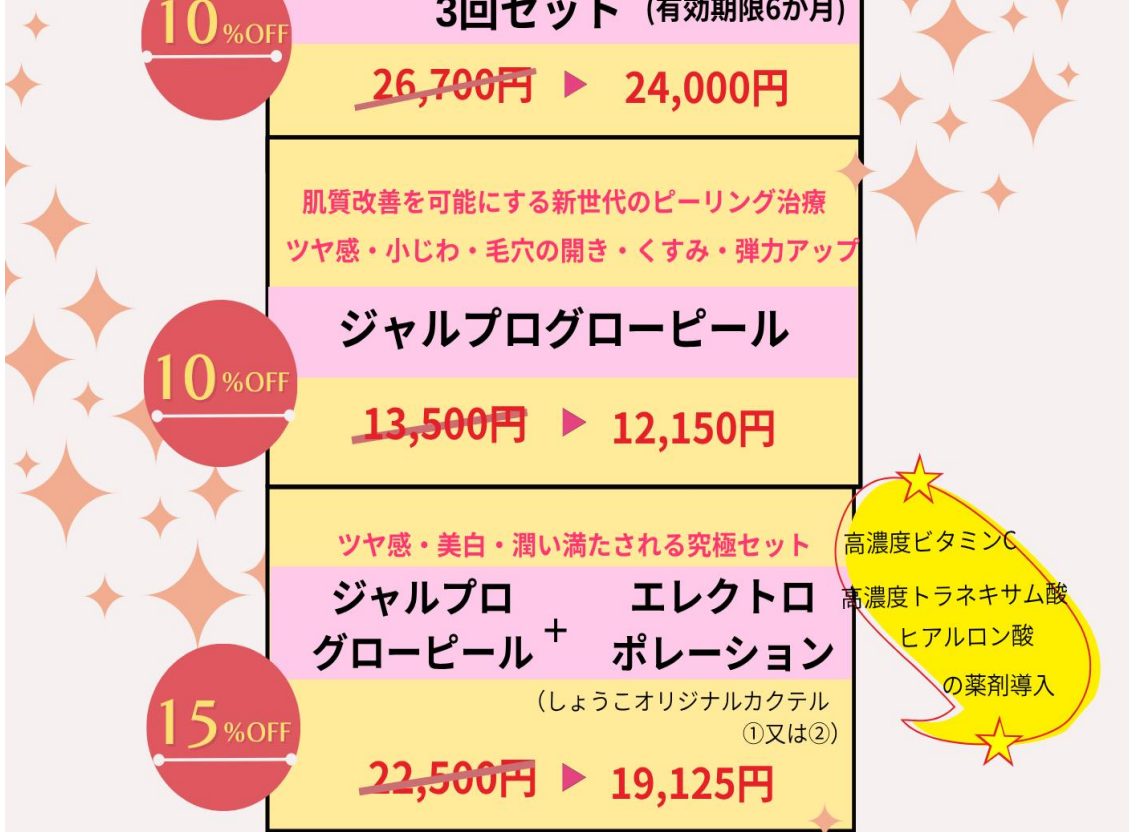 10%OFF
3回セット (有効期限6か月)
26,700円 ▶ 24,000円
肌質改善を可能にする新世代のピーリング治療
ツヤ感・小じわ・毛穴の開き・くすみ・弾力アップ
ジャルプログローピール
10%OFF
13,500円 ▶ 12,150円
ツヤ感・美白・潤い満たされる究極セット
ジャルプロ
グローピール
+
エレクトロ
ポレーション
(しょうこオリジナルカクテル
①又は②)
15%OFF
22,500円 ▶ 19,125円
高濃度ビタミンC
高濃度トラネキサム酸
ヒアルロン酸
の薬剤導入